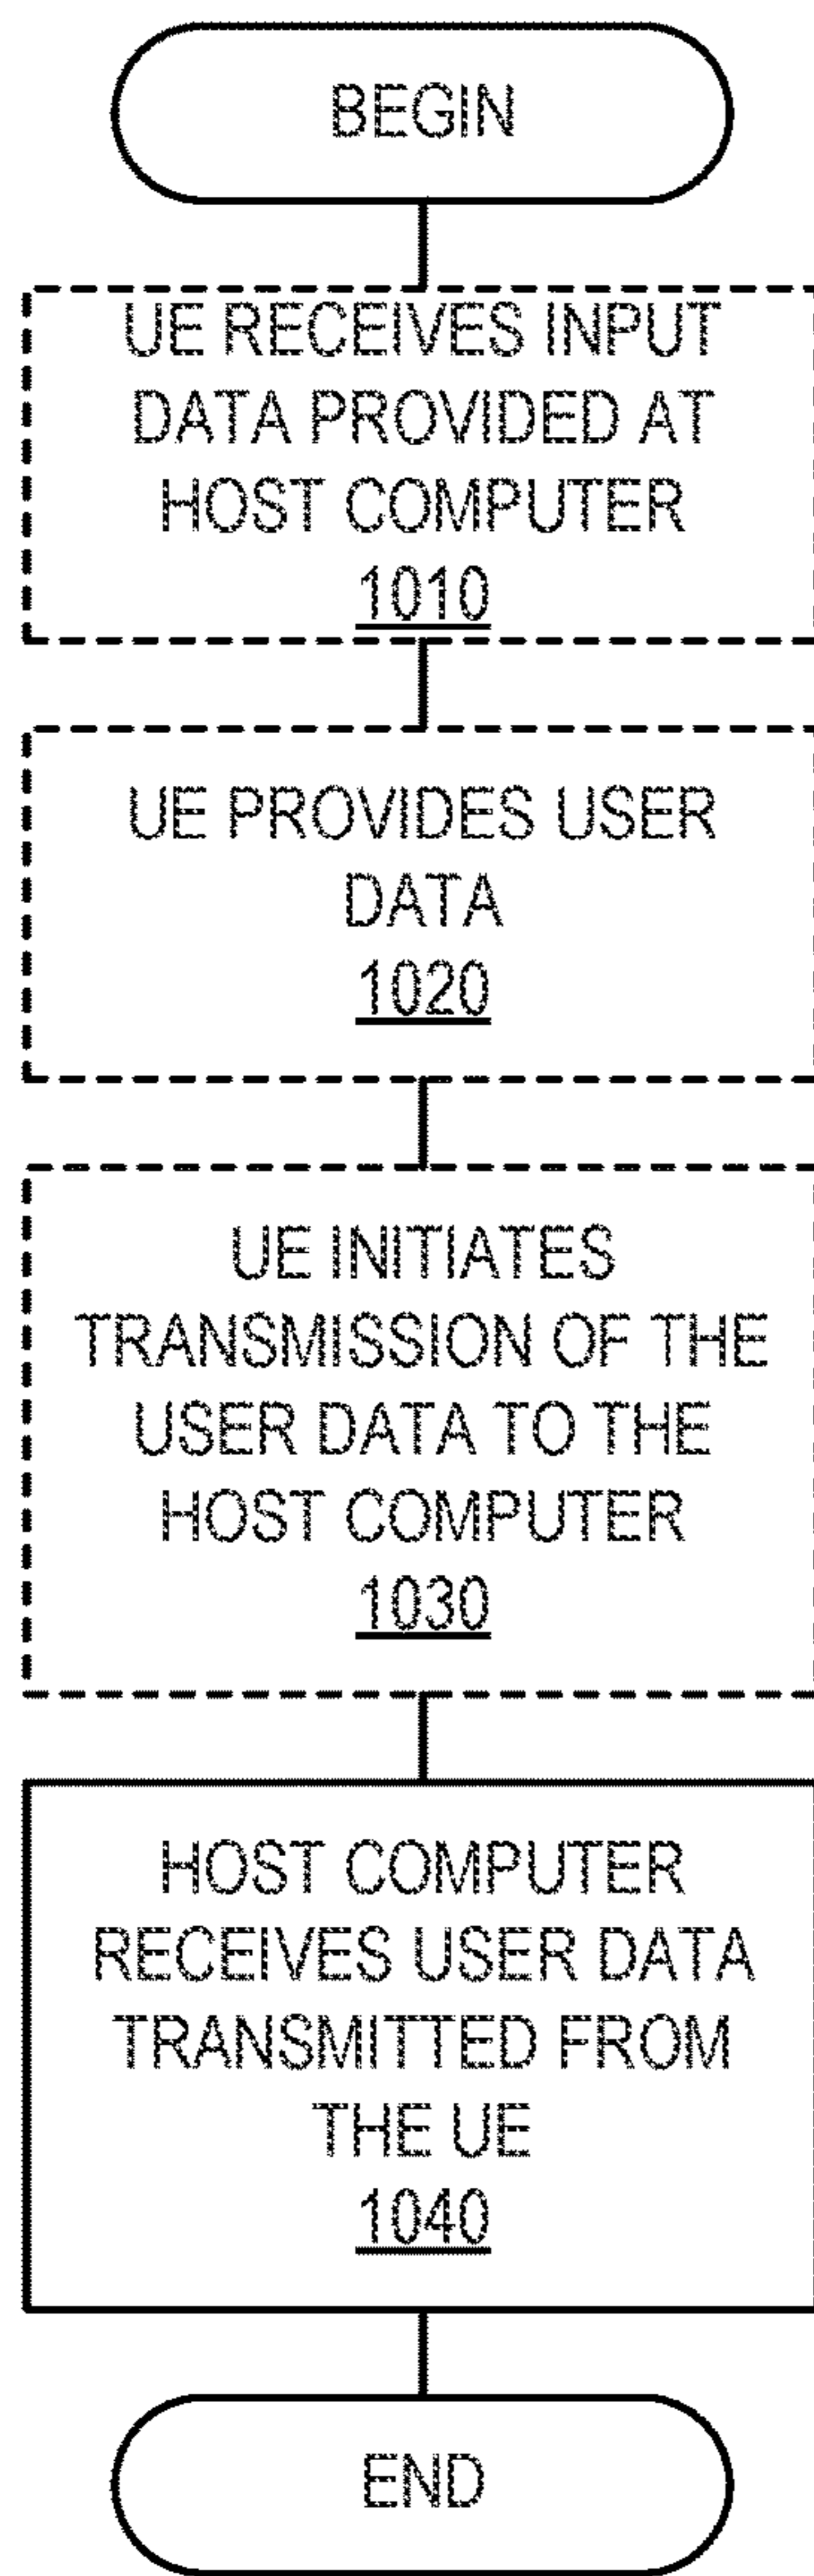 BEGIN
UE RECEIVES INPUT
DATA PROVIDED AT
HOST COMPUTER
1010
UE PROVIDES USER
DATA
1020
UE INITIATES
TRANSMISSION OF THE
USER DATA TO THE
HOST COMPUTER
1030
HOST COMPUTER
RECEIVES USER DATA
TRANSMITTED FROM
THE UE
1040
END